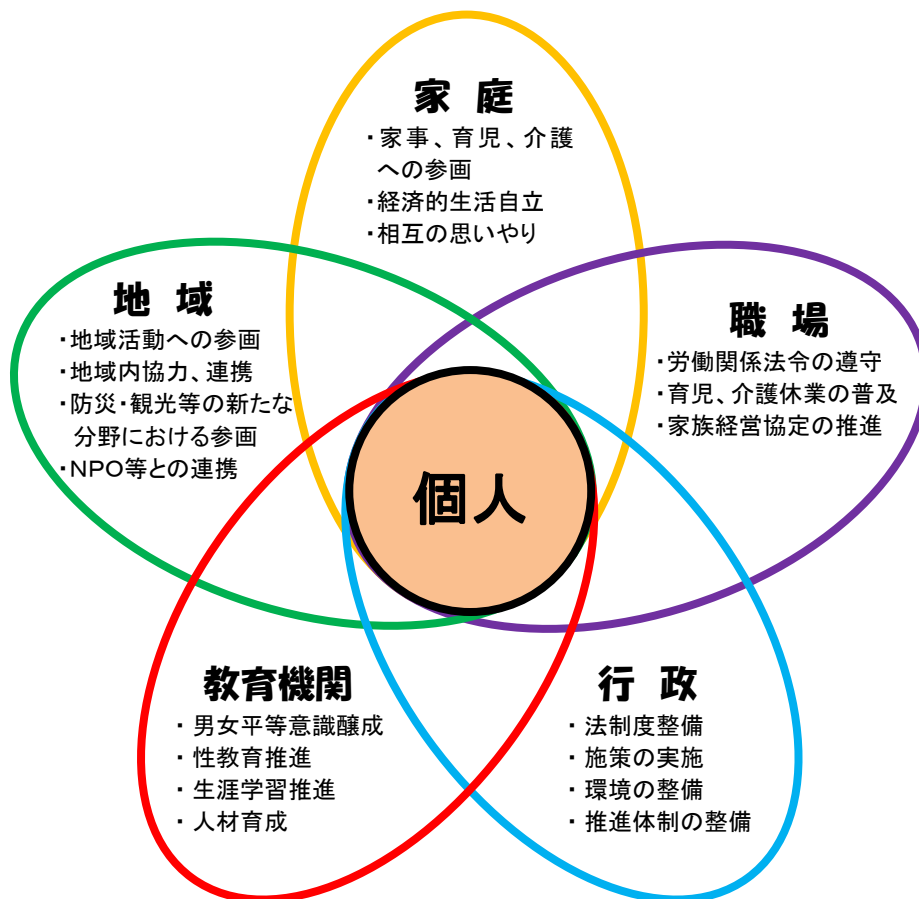 家 庭
・家事、育児、介護
への参画
・経済的生活自立
・相互の思いやり
地 域
・地域活動への参画
・地域内協力、連携
・防災・観光等の新たな
分野における参画
・NPO等との連携
職 場
・労働関係法令の遵守
・育児、介護休業の普及
・家族経営協定の推進
個人
教育機関
・男女平等意識醸成
・性教育推進
・生涯学習推進
・人材育成
行 政
・法制度整備
・施策の実施
・環境の整備
・推進体制の整備